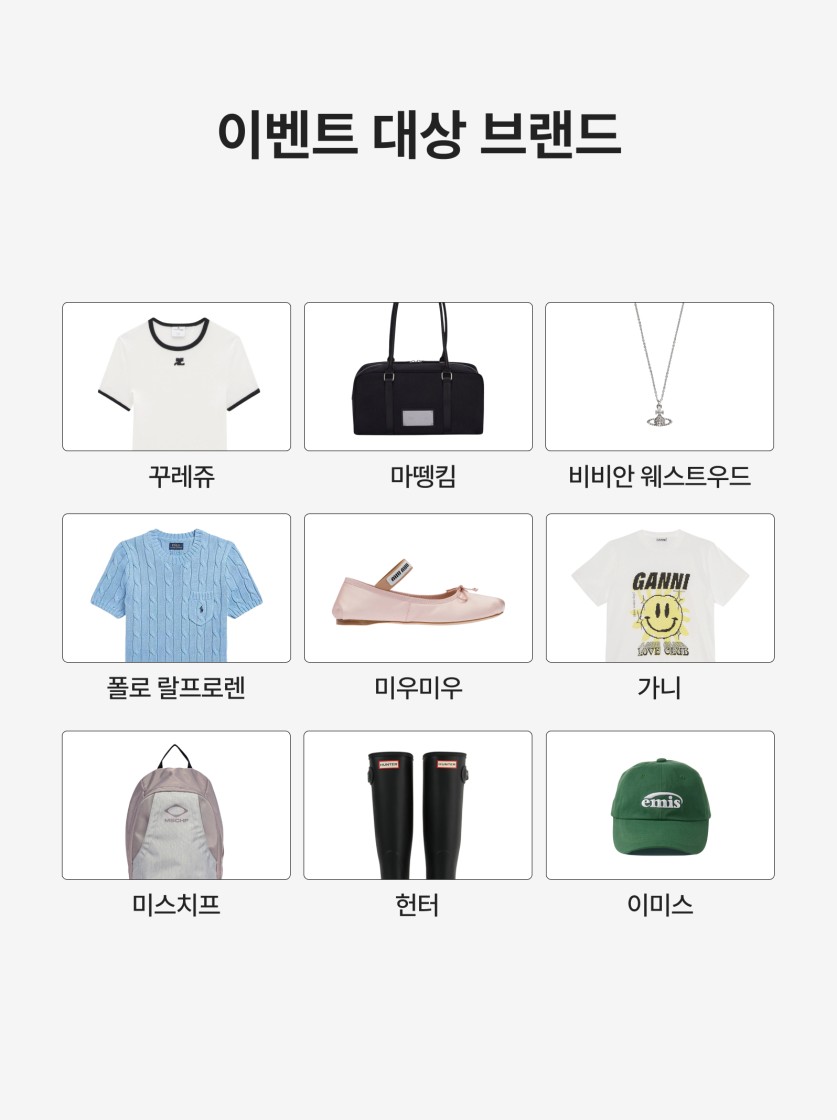 이벤트 대상 브랜드
꾸레쥬
마뗑킴
비비안 웨스트우드
POLO
miu miu
GANNI
LOVE CLUB
폴로 랄프로렌
미우미우
가니
HUNTER
HUNTER
emis
미스치프
헌터
이미스